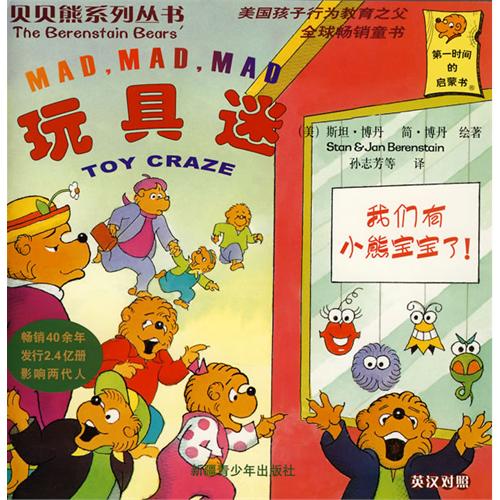 贝贝熊系列丛书
The Berenstain Bears'
美国孩子行为教育之父
全球畅销童书
第一时间
的
启蒙书
MAD, MAD, MAD
玩具迷
TOY CRAZE
(美) 斯坦·博丹 简·博丹 绘著
Stan & Jan Berenstain
孙志芳等 译
我们有
小熊宝宝了!
畅销40余年
发行2.4亿册
影响两代人
新疆青少年出版社
英汉对照